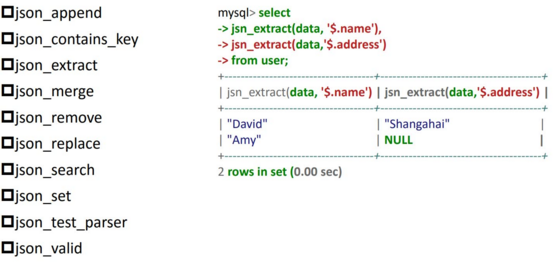 json_append
json_contains_key
json_extract
json_merge
json_remove
json_replace
json_search
json_set
json_test_parser
json_valid
mysql> select
-> jsn_extract(data, '$.name'),
-> jsn_extract(data,'$.address')
-> from user;
+--------------------------+--------------------------+
| jsn_extract(data, '$.name') | jsn_extract(data,'$.address') |
+--------------------------+--------------------------+
| "David" | "Shangahai" |
| "Amy" | NULL |
+--------------------------+--------------------------+
2 rows in set (0.00 sec)